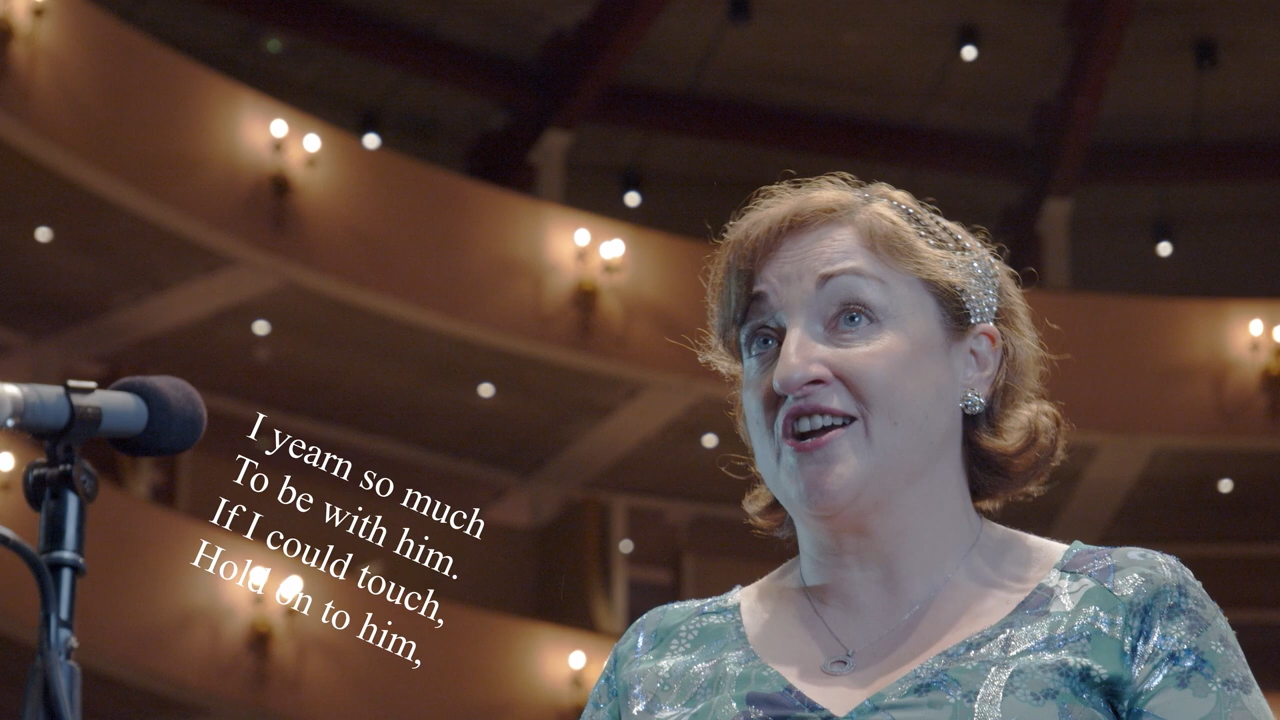 I yearn so much
To be with him.
If I could touch,
Hold on to him,